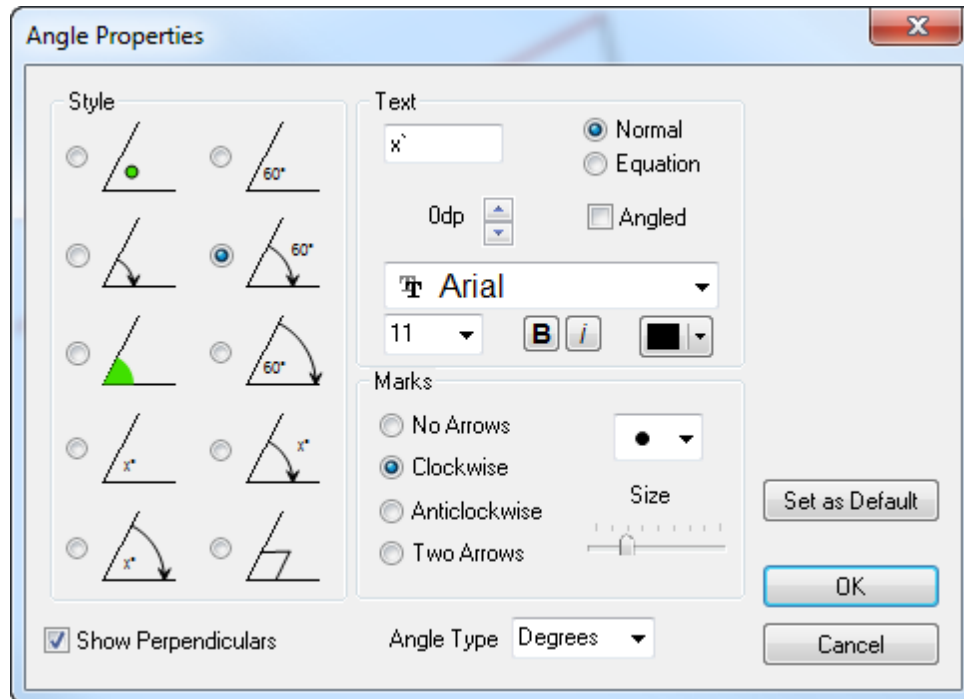 Angle Properties
Style
60°
60°
60°
x°
x°
x°
Show Perpendiculars
Text
x`
Normal
Equation
0dp
Angled
Arial
11
B
i
Marks
No Arrows
Clockwise
Anticlockwise
Two Arrows
Size
Angle Type
Degrees
Set as Default
OK
Cancel